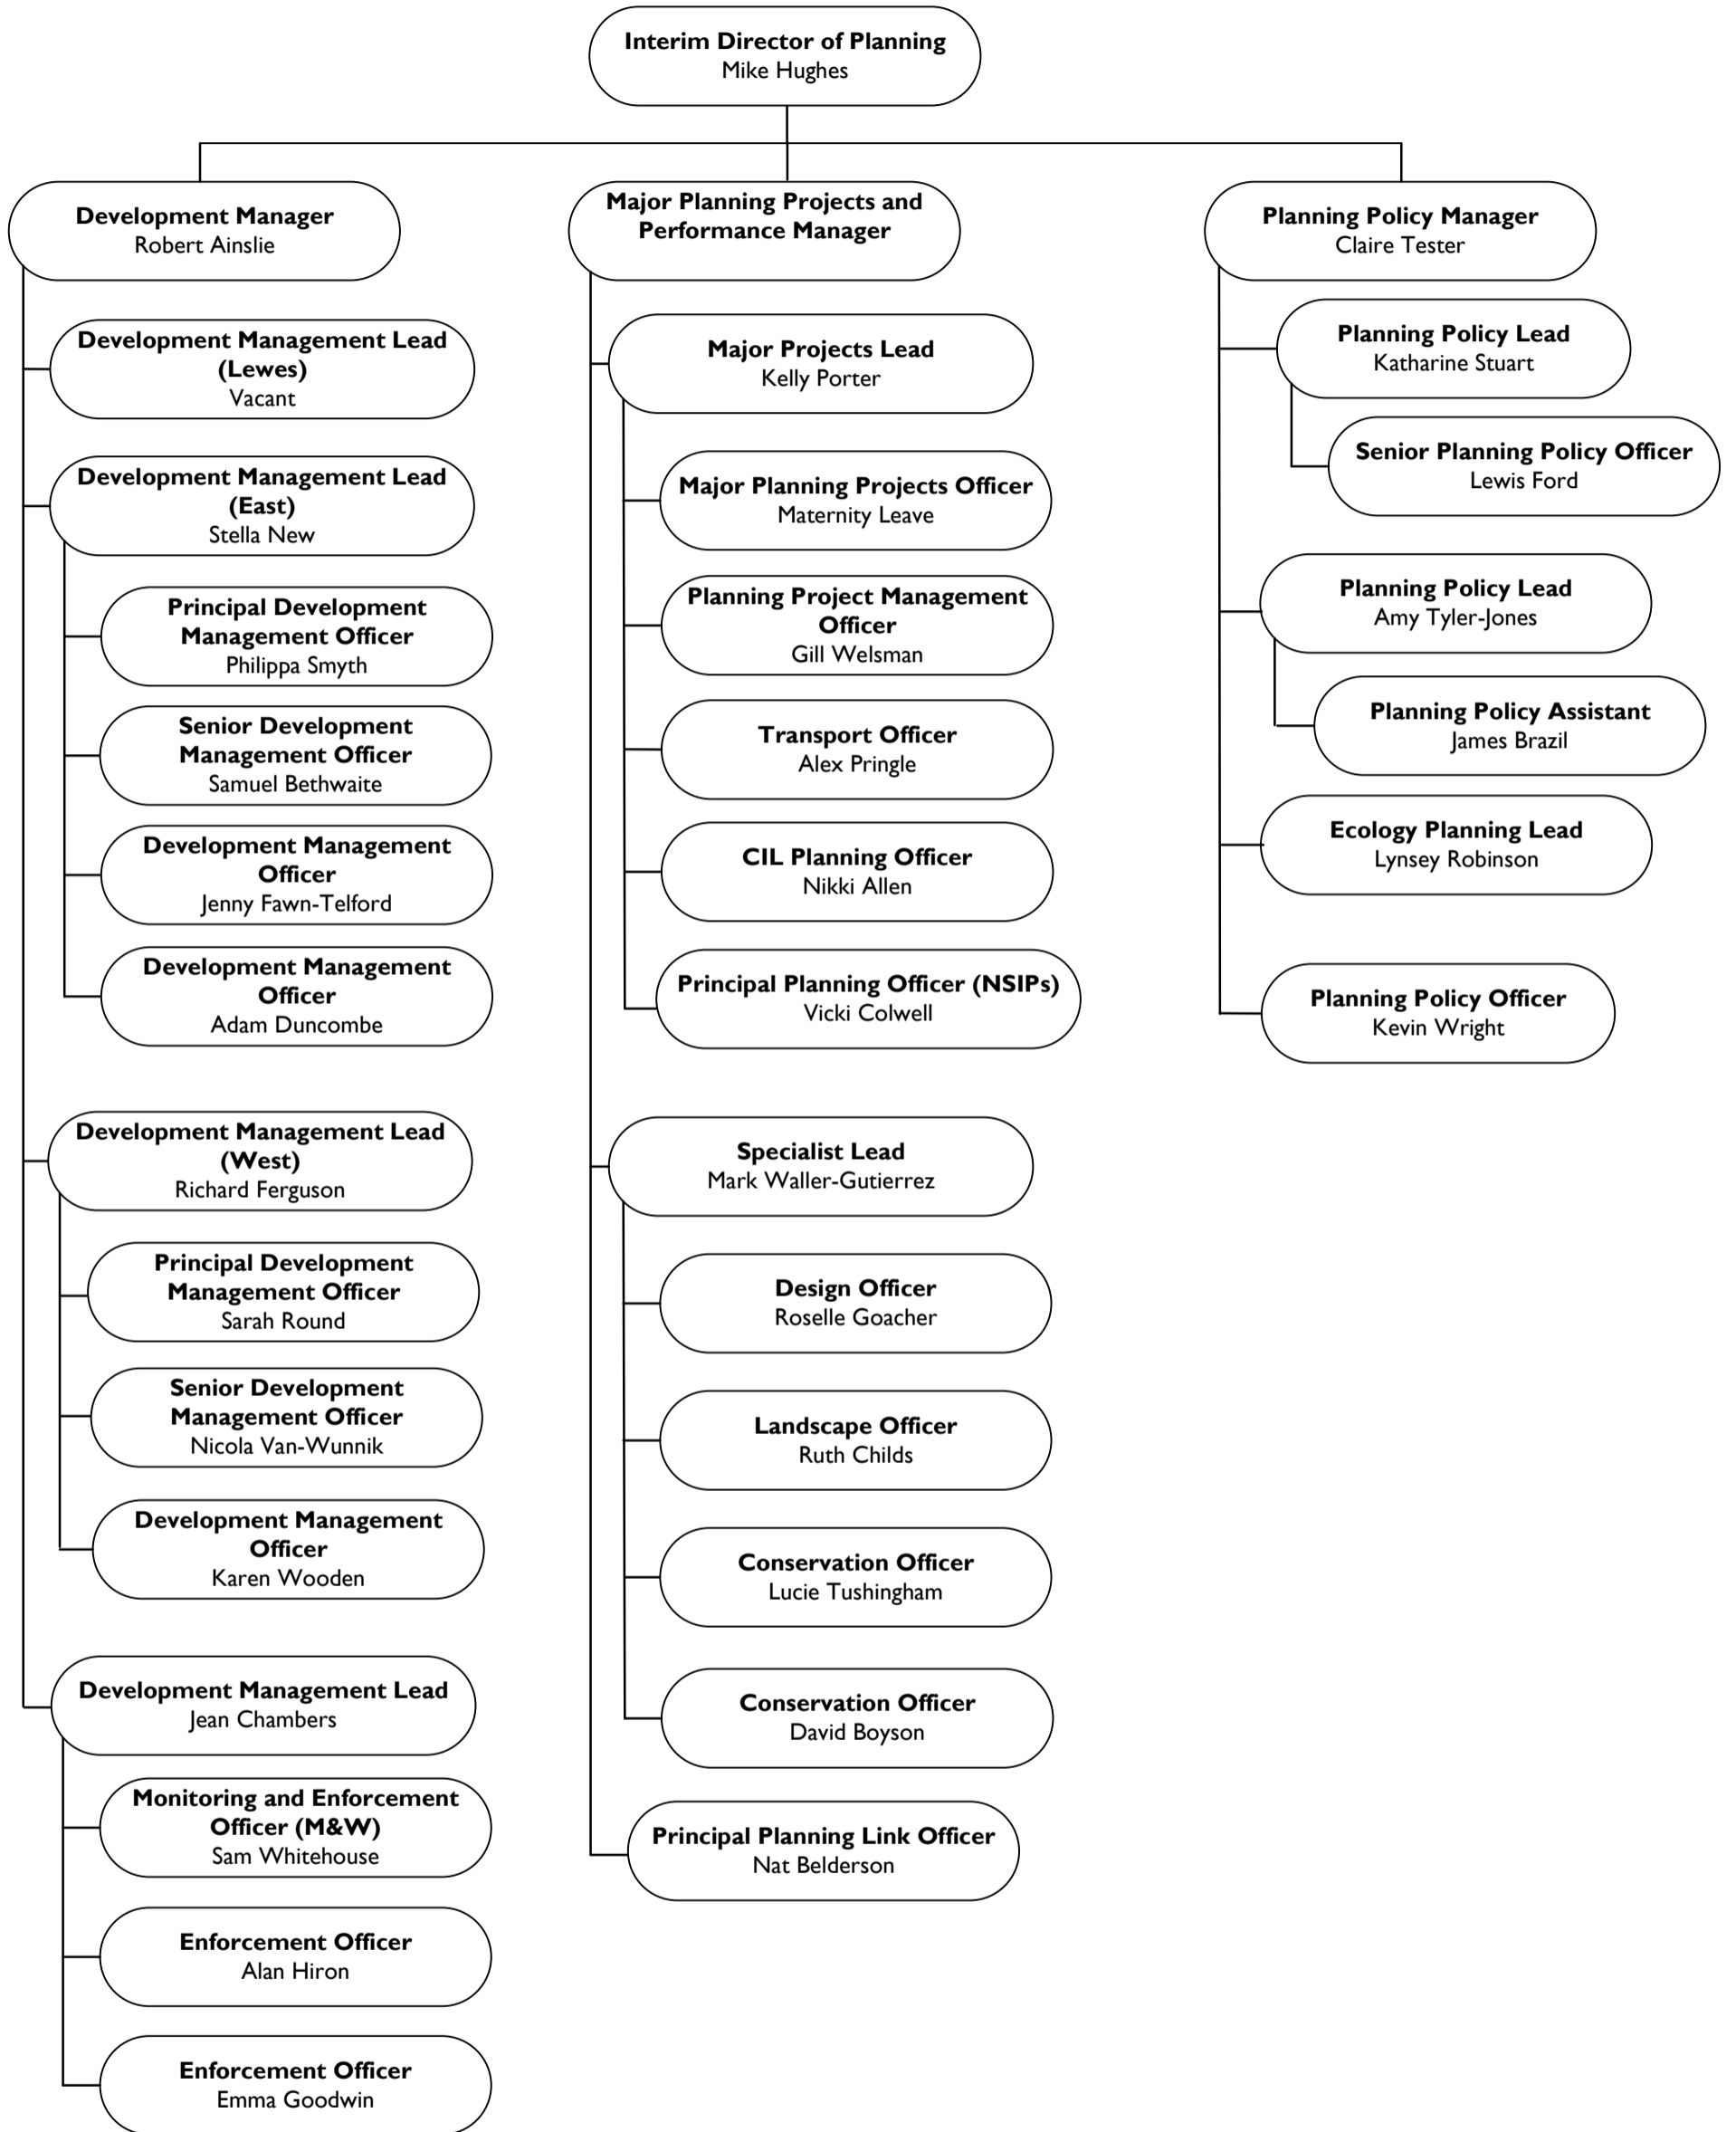 Interim Director of Planning
Mike Hughes
Development Manager
Robert Ainslie
Development Management Lead
(Lewes)
Vacant
Development Management Lead
(East)
Stella New
Principal Development
Management Officer
Philippa Smyth
Senior Development
Management Officer
Samuel Bethwaite
Development Management
Officer
Jenny Fawn-Telford
Development Management
Officer
Adam Duncombe
Development Management Lead
(West)
Richard Ferguson
Principal Development
Management Officer
Sarah Round
Senior Development
Management Officer
Nicola Van-Wunnik
Development Management
Officer
Karen Wooden
Development Management Lead
Jean Chambers
Monitoring and Enforcement
Officer (M&W)
Sam Whitehouse
Enforcement Officer
Alan Hiron
Enforcement Officer
Emma Goodwin
Major Planning Projects and
Performance Manager
Major Projects Lead
Kelly Porter
Major Planning Projects Officer
Maternity Leave
Planning Project Management
Officer
Gill Welsman
Transport Officer
Alex Pringle
CIL Planning Officer
Nikki Allen
Principal Planning Officer (NSIPs)
Vicki Colwell
Specialist Lead
Mark Waller-Gutierrez
Design Officer
Roselle Goacher
Landscape Officer
Ruth Childs
Conservation Officer
Lucie Tushingham
Conservation Officer
David Boyson
Principal Planning Link Officer
Nat Belderson
Planning Policy Manager
Claire Tester
Planning Policy Lead
Katharine Stuart
Senior Planning Policy Officer
Lewis Ford
Planning Policy Lead
Amy Tyler-Jones
Planning Policy Assistant
James Brazil
Ecology Planning Lead
Lynsey Robinson
Planning Policy Officer
Kevin Wright